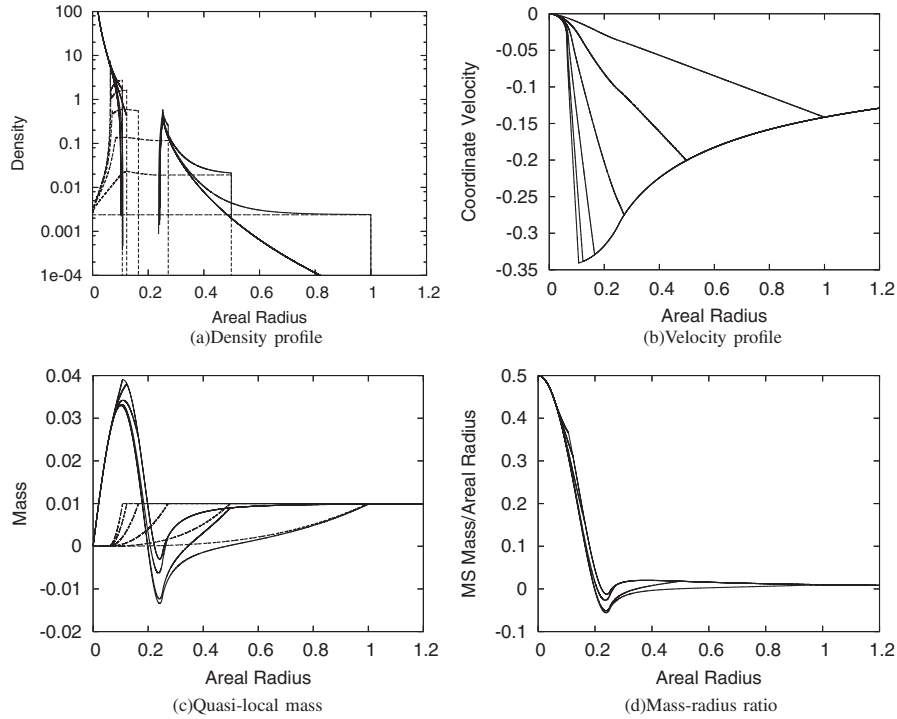 100
10
1
0.1
0.01
0.001
1e-04
Density
0 0.2 0.4 0.6 0.8 1 1.2
Areal Radius
(a)Density profile
0
-0.05
-0.1
-0.15
-0.2
-0.25
-0.3
-0.35
Coordinate Velocity
0 0.2 0.4 0.6 0.8 1 1.2
Areal Radius
(b)Velocity profile
0.04
0.03
0.02
0.01
0
-0.01
-0.02
Mass
0 0.2 0.4 0.6 0.8 1 1.2
Areal Radius
(c)Quasi-local mass
0.5
0.4
0.3
0.2
0.1
0
-0.1
MS Mass/Areal Radius
0 0.2 0.4 0.6 0.8 1 1.2
Areal Radius
(d)Mass-radius ratio